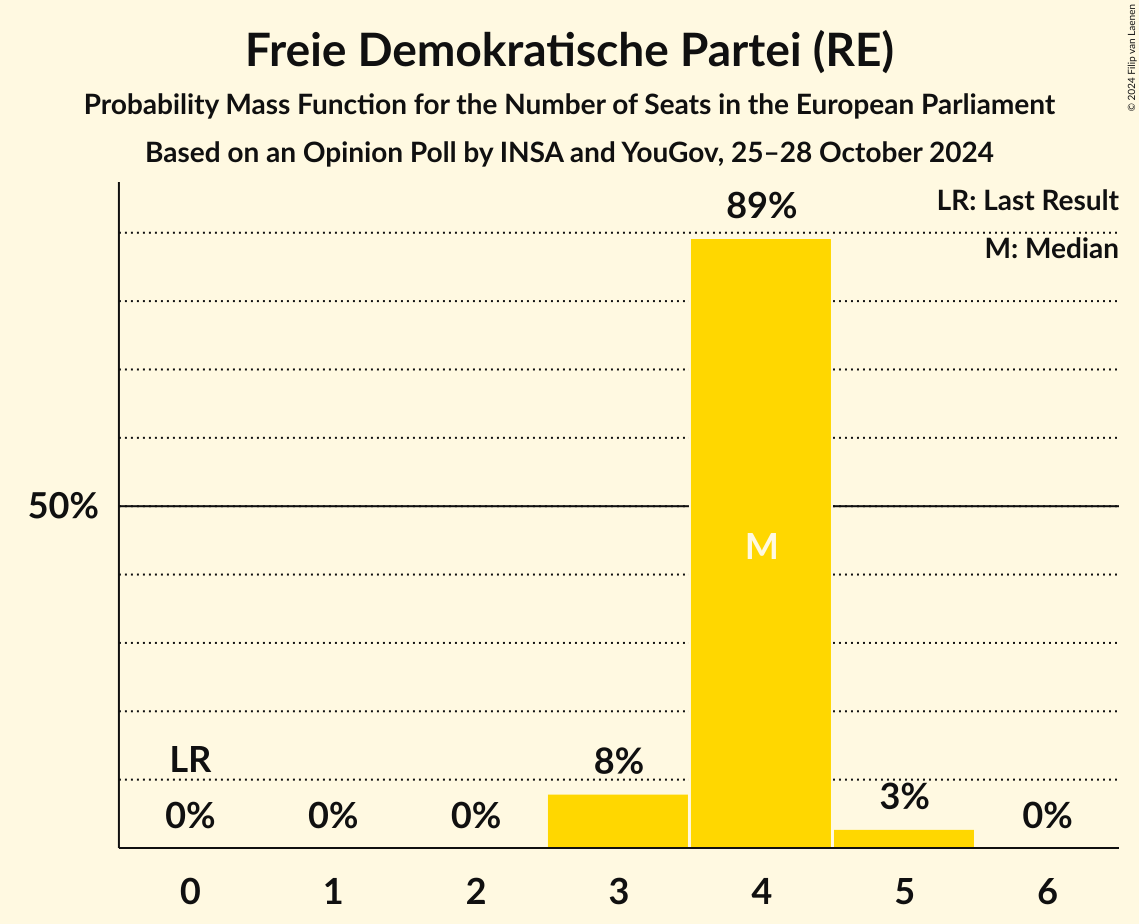 Freie Demokratische Partei (RE)
Probability Mass Function for the Number of Seats in the European Parliament
Based on an Opinion Poll by INSA and YouGov, 25–28 October 2024
© 2024 Filip van Laenen
LR: Last Result
M: Median
89%
50%
M
LR
8%
3%
0% 0% 0% 0%
0 1 2 3 4 5 6